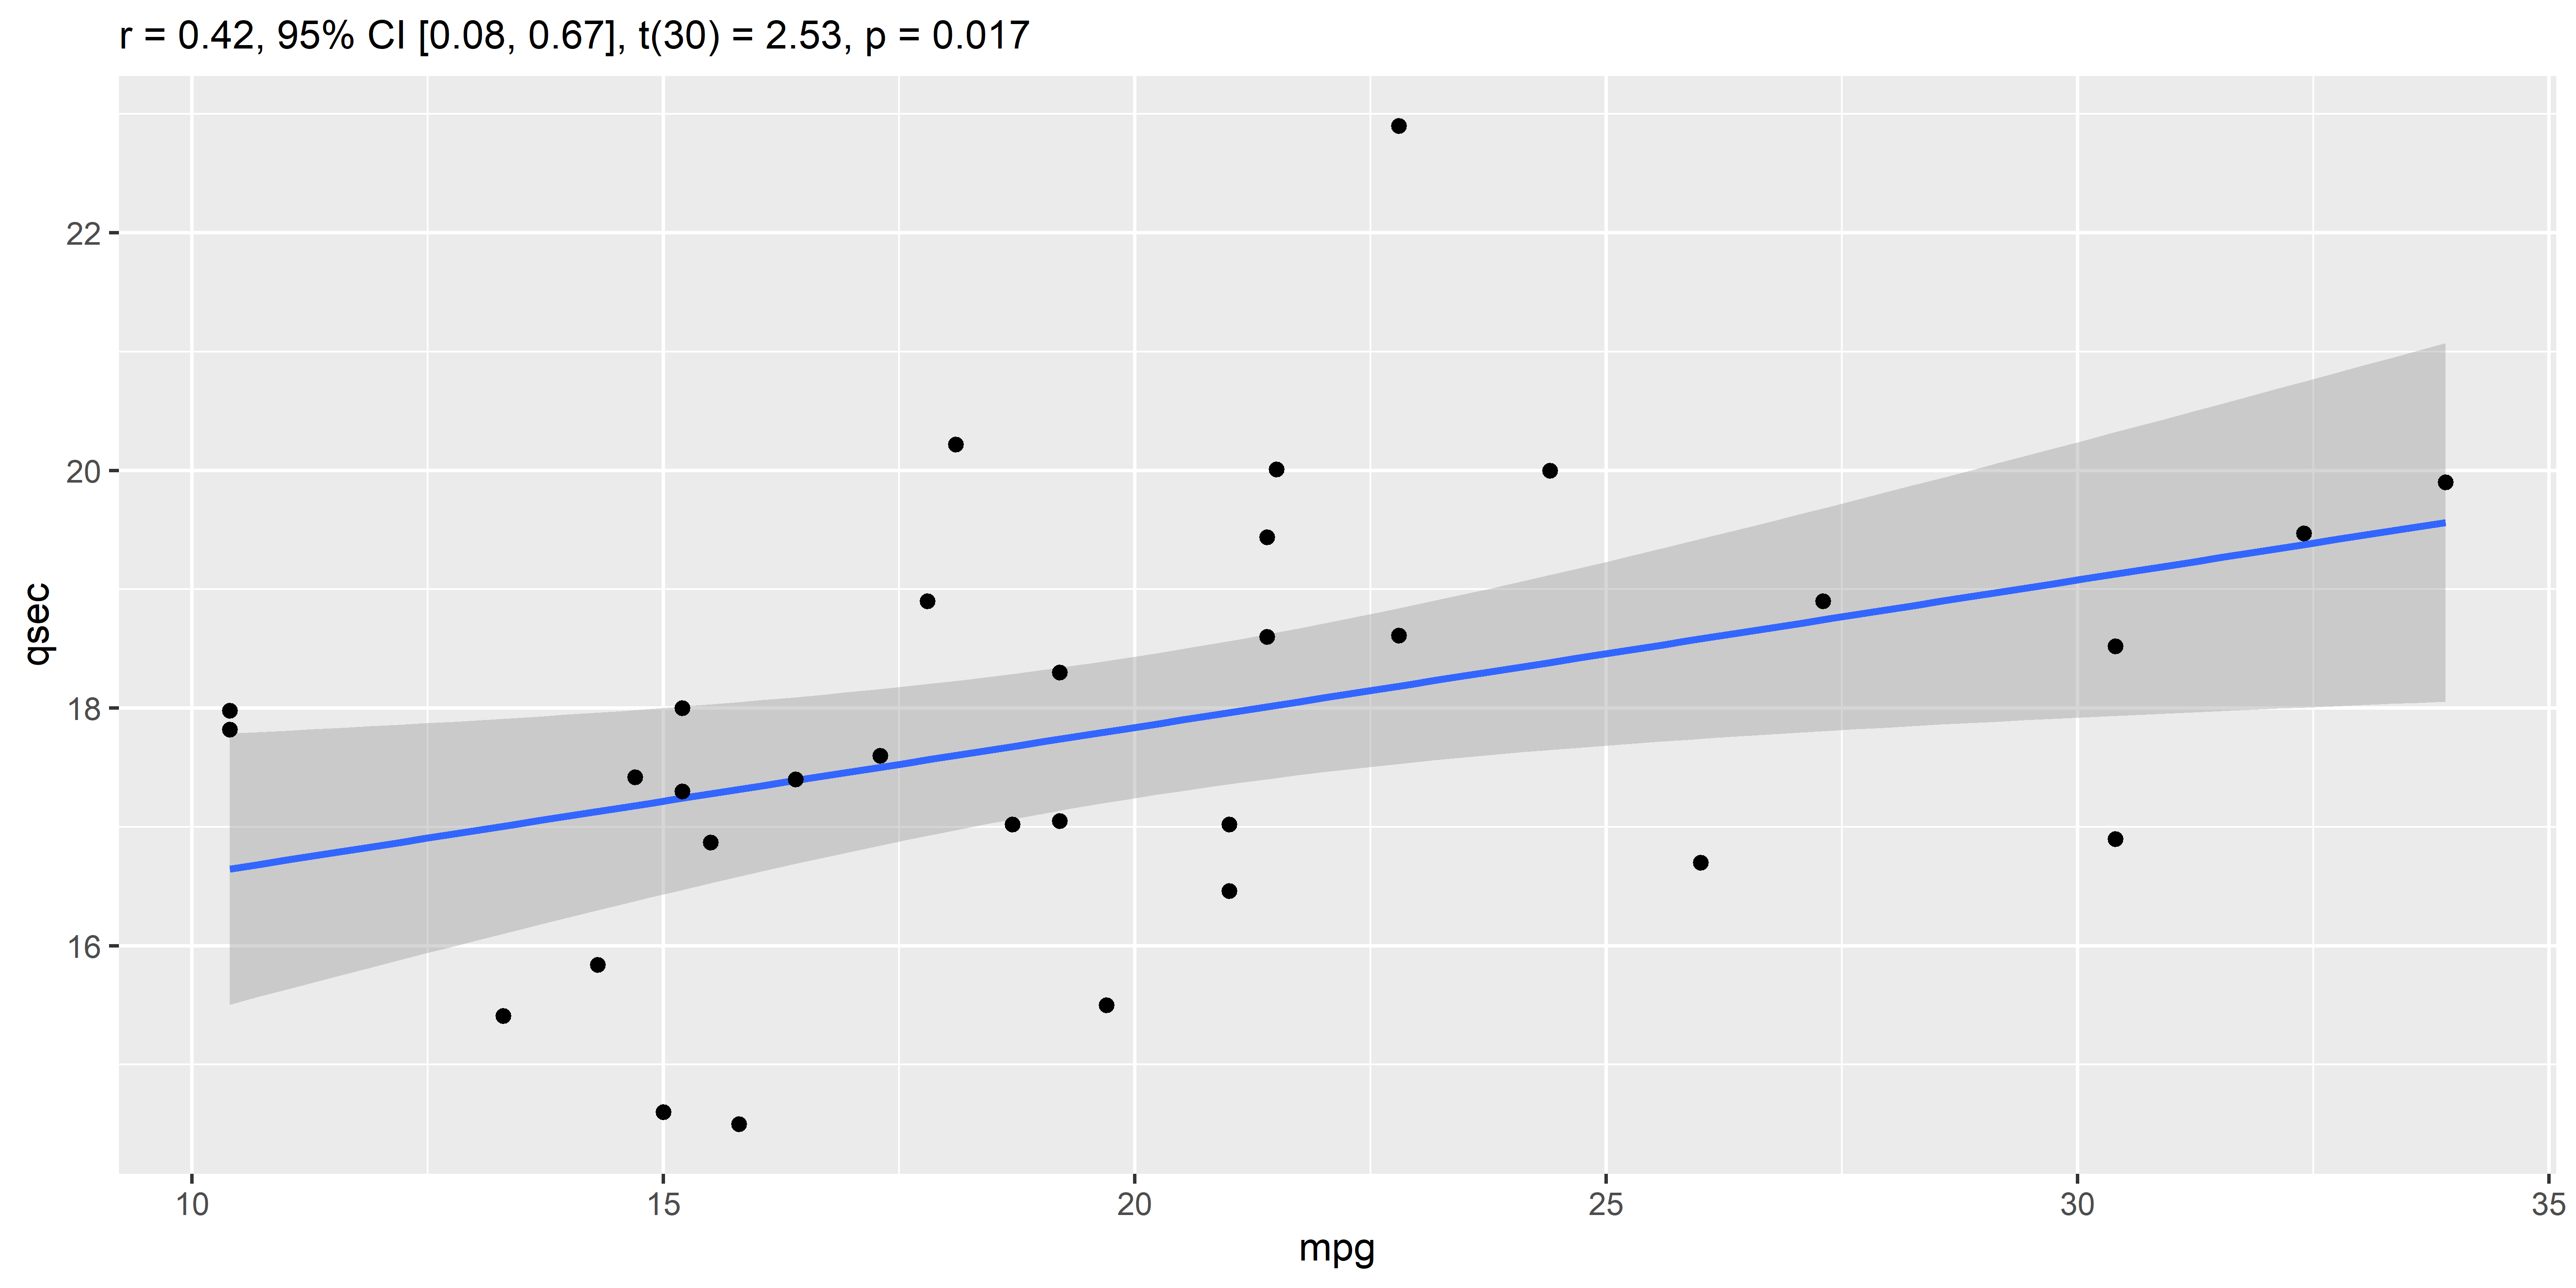 r = 0.42, 95% CI [0.08, 0.67], t(30) = 2.53, p = 0.017
22
20
18
16
qsec
10 15 20 25 30 35
mpg